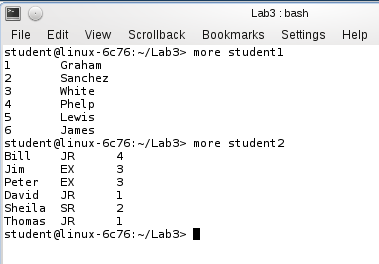 Lab3 : bash
File Edit View Scrollback Bookmarks Settings Help
student@linux-6c76:~/Lab3> more student1
1 Graham
2 Sanchez
3 White
4 Phelp
5 Lewis
6 James
student@linux-6c76:~/Lab3> more student2
Bill JR 4
Jim EX 3
Peter EX 3
David JR 1
Sheila SR 2
Thomas JR 1
student@linux-6c76:~/Lab3>